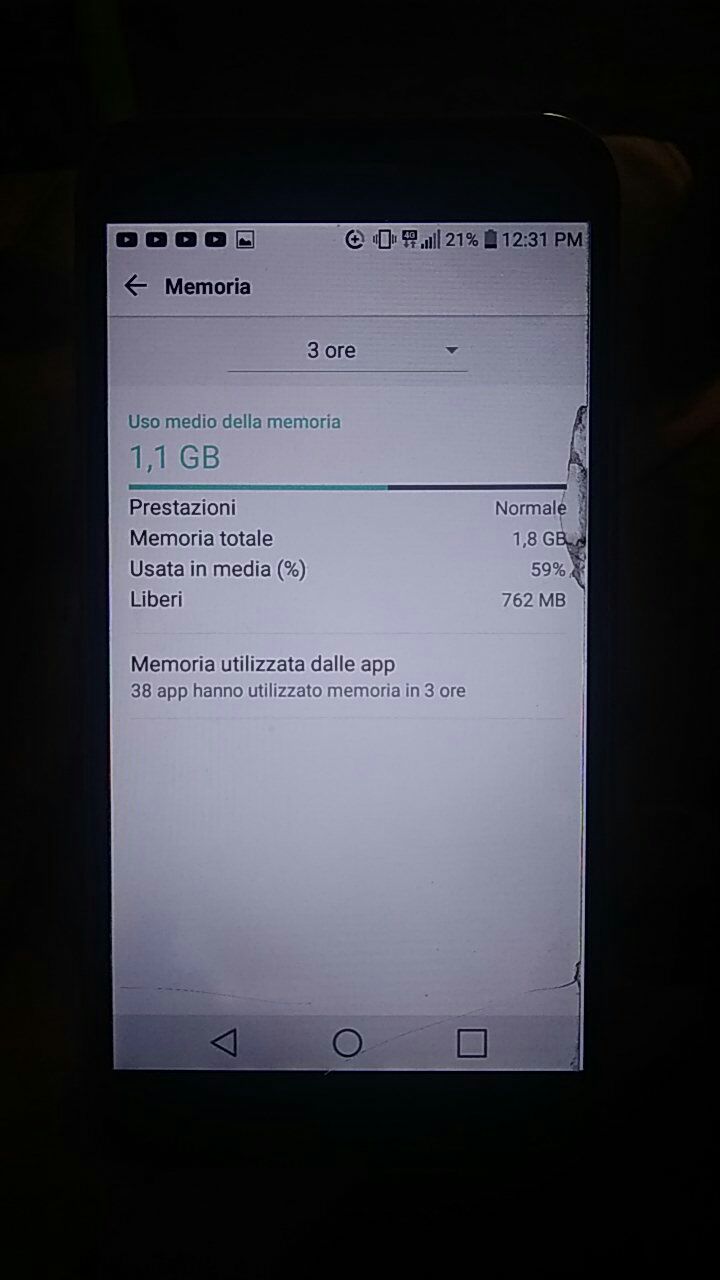 4G 21% 12:31 PM
Memoria
3 ore
Uso medio della memoria
1,1 GB
Prestazioni Normale
Memoria totale 1,8 GB
Usata in media (%) 59%
Liberi 762 MB
Memoria utilizzata dalle app
38 app hanno utilizzato memoria in 3 ore